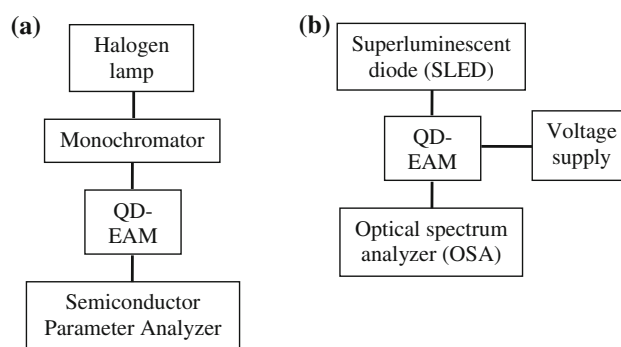 (a)
Halogen
lamp
Monochromator
QD-
EAM
Semiconductor
Parameter Analyzer
(b)
Superluminescent
diode (SLED)
QD-
EAM
Voltage
supply
Optical spectrum
analyzer (OSA)